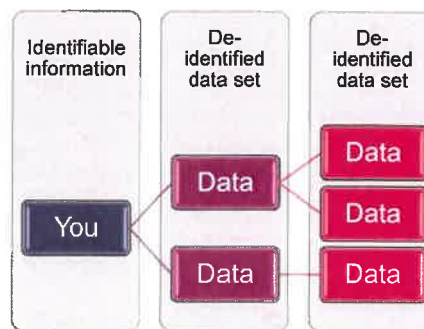 Identifiable
information
De-
identified
data set
De-
identified
data set
You
Data
Data
Data
Data
Data